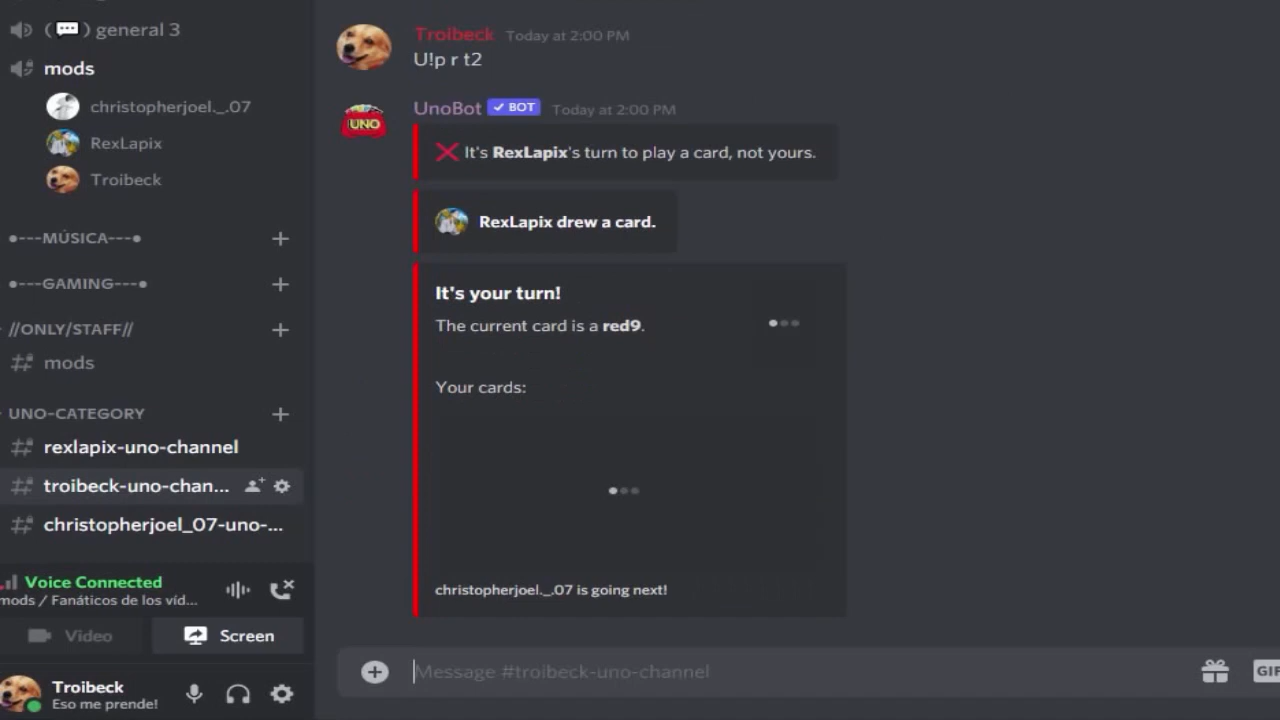 (💬) general 3
mods
christopherjoel._.07
RexLapix
Troibeck
●---MÚSICA---●
●---GAMING---●
//ONLY/STAFF//
mods
UNO-CATEGORY
rexlapix-uno-channel
troibeck-uno-chan...
christopherjoel_07-uno-...
Voice Connected
mods / Fanáticos de los víd...
Video
Screen
Troibeck
Eso me prende!
Troibeck Today at 2:00 PM
U!p r t2
UNO
UnoBot ✓ BOT Today at 2:00 PM
❌ It's RexLapix's turn to play a card, not yours.
RexLapix drew a card.
It's your turn!
The current card is a red9.
Your cards:
christopherjoel._.07 is going next!
Message #troibeck-uno-channel
GIF